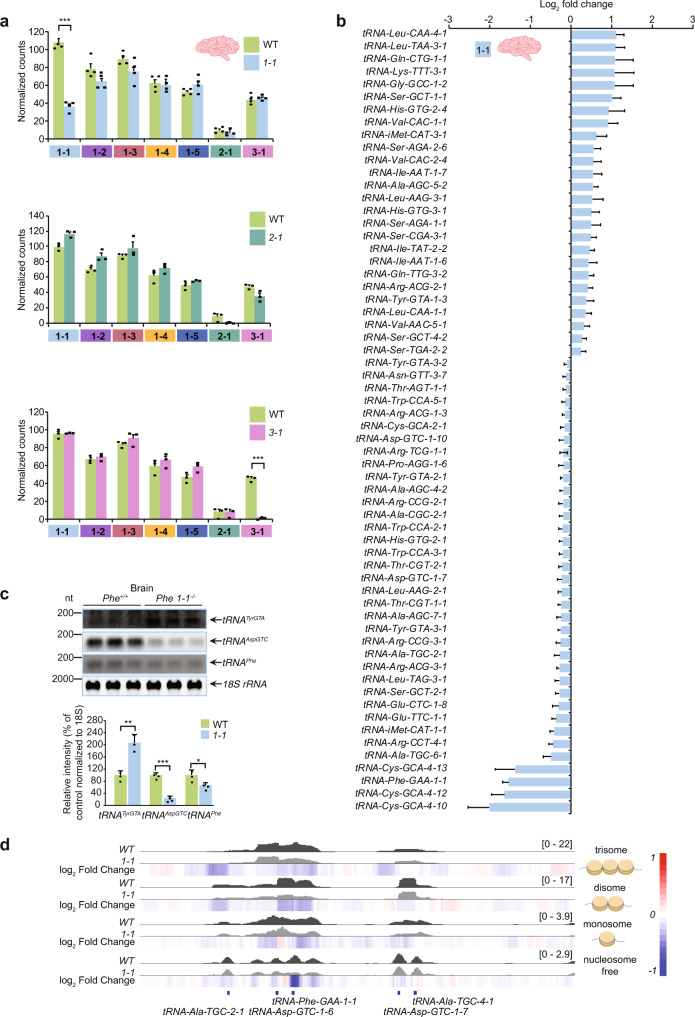 a
Normalized counts
120
100
80
60
40
20
0
***
WT
1-1
1-1 1-2 1-3 1-4 1-5 2-1 3-1
Normalized counts
140
120
100
80
60
40
20
0
WT
2-1
1-1 1-2 1-3 1-4 1-5 2-1 3-1
Normalized counts
120
100
80
60
40
20
0
WT
3-1
***
1-1 1-2 1-3 1-4 1-5 2-1 3-1
b
Log2 fold change
-3 -2 -1 0 1 2 3
1-1
tRNA-Leu-CAA-4-1
tRNA-Leu-TAA-3-1
tRNA-Gln-CTG-1-1
tRNA-Lys-TTT-3-1
tRNA-Gly-GCC-1-2
tRNA-Ser-GCT-1-1
tRNA-His-GTG-2-4
tRNA-Val-CAC-1-1
tRNA-iMet-CAT-3-1
tRNA-Ser-AGA-2-6
tRNA-Val-CAC-2-4
tRNA-Ile-AAT-1-7
tRNA-Ala-AGC-5-2
tRNA-Leu-AAG-3-1
tRNA-His-GTG-3-1
tRNA-Ser-AGA-1-1
tRNA-Ser-CGA-3-1
tRNA-Ile-TAT-2-2
tRNA-Ile-AAT-1-6
tRNA-Gln-TTG-3-2
tRNA-Arg-ACG-2-1
tRNA-Tyr-GTA-1-3
tRNA-Leu-CAA-1-1
tRNA-Val-AAC-5-1
tRNA-Ser-GCT-4-2
tRNA-Ser-TGA-2-2
tRNA-Tyr-GTA-3-2
tRNA-Asn-GTT-3-7
tRNA-Thr-AGT-1-1
tRNA-Trp-CCA-5-1
tRNA-Arg-ACG-1-3
tRNA-Cys-GCA-2-1
tRNA-Asp-GTC-1-10
tRNA-Arg-TCG-1-1
tRNA-Pro-AGG-1-6
tRNA-Tyr-GTA-2-1
tRNA-Ala-AGC-4-2
tRNA-Arg-CCG-2-1
tRNA-Ala-CGC-2-1
tRNA-Trp-CCA-2-1
tRNA-His-GTG-2-1
tRNA-Trp-CCA-3-1
tRNA-Thr-CGT-2-1
tRNA-Asp-GTC-1-7
tRNA-Leu-AAG-2-1
tRNA-Thr-CGT-1-1
tRNA-Ala-AGC-7-1
tRNA-Tyr-GTA-3-1
tRNA-Arg-CCG-3-1
tRNA-Ala-TGC-2-1
tRNA-Arg-ACG-3-1
tRNA-Leu-TAG-3-1
tRNA-Ser-GCT-2-1
tRNA-Glu-CTC-1-8
tRNA-Glu-TTC-1-1
tRNA-iMet-CAT-1-1
tRNA-Arg-CCT-4-1
tRNA-Ala-TGC-6-1
tRNA-Cys-GCA-4-13
tRNA-Phe-GAA-1-1
tRNA-Cys-GCA-4-12
tRNA-Cys-GCA-4-10
c
Brain
nt Phe+/+ Phe 1-1-/-
200 tRNATyrGTA
200 tRNAAspGTC
200 tRNAPhe
2000 18S rRNA
Relative intensity (% of
control normalized to 18S)
280
240
200
160
120
80
40
0
** *** *
WT
1-1
tRNATyrGTA tRNAAspGTC tRNAPhe
d
WT [0 - 22]
1-1
log2 Fold Change
WT [0 - 17]
1-1
log2 Fold Change
WT [0 - 3.9]
1-1
log2 Fold Change
WT [0 - 2.9]
1-1
log2 Fold Change
tRNA-Phe-GAA-1-1 tRNA-Ala-TGC-4-1
tRNA-Ala-TGC-2-1 tRNA-Asp-GTC-1-6 tRNA-Asp-GTC-1-7
trisome
disome
monosome
nucleosome
free
1
0
-1